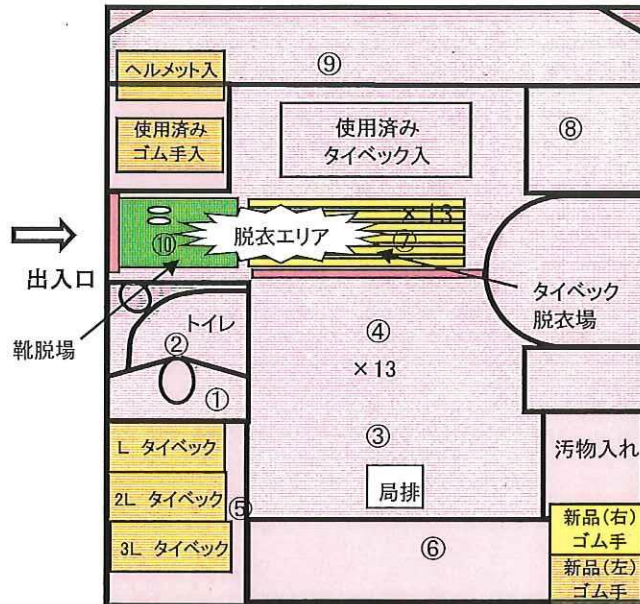 ⑨
ヘルメット入
使用済み
ゴム手入
使用済み
タイベック入
⑧
×13
脱衣エリア
⑩
⑦
出入口
靴脱場
タイベック
脱衣場
トイレ
②
①
④
×13
③
局排
L タイベック
2L タイベック
3L タイベック
⑤
⑥
汚物入れ
新品(右)
ゴム手
新品(左)
ゴム手